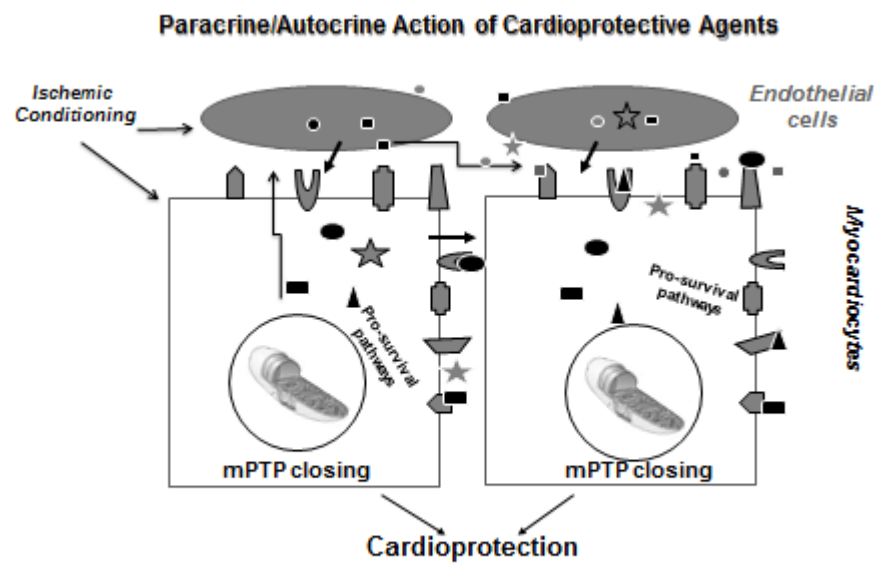 Paracrine/Autocrine Action of Cardioprotective Agents
Ischemic
Conditioning
Endothelial
cells
Myocardiocytes
Pro-survival
pathways
Pro-survival
pathways
mPTP closing
mPTP closing
Cardioprotection